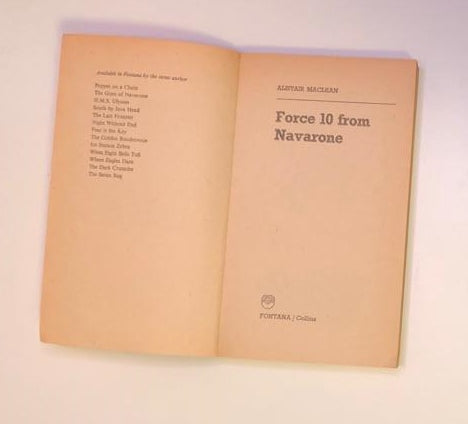 Available in Fontana by the same author
Puppet on a Chain
The Guns of Navarone
H.M.S. Ulysses
South by Java Head
The Last Frontier
Night Without End
Fear is the Key
The Golden Rendezvous
Ice Station Zebra
When Eight Bells Toll
Where Eagles Dare
The Dark Crusader
The Satan Bug
ALISTAIR MACLEAN
Force 10 from
Navarone
FONTANA / Collins